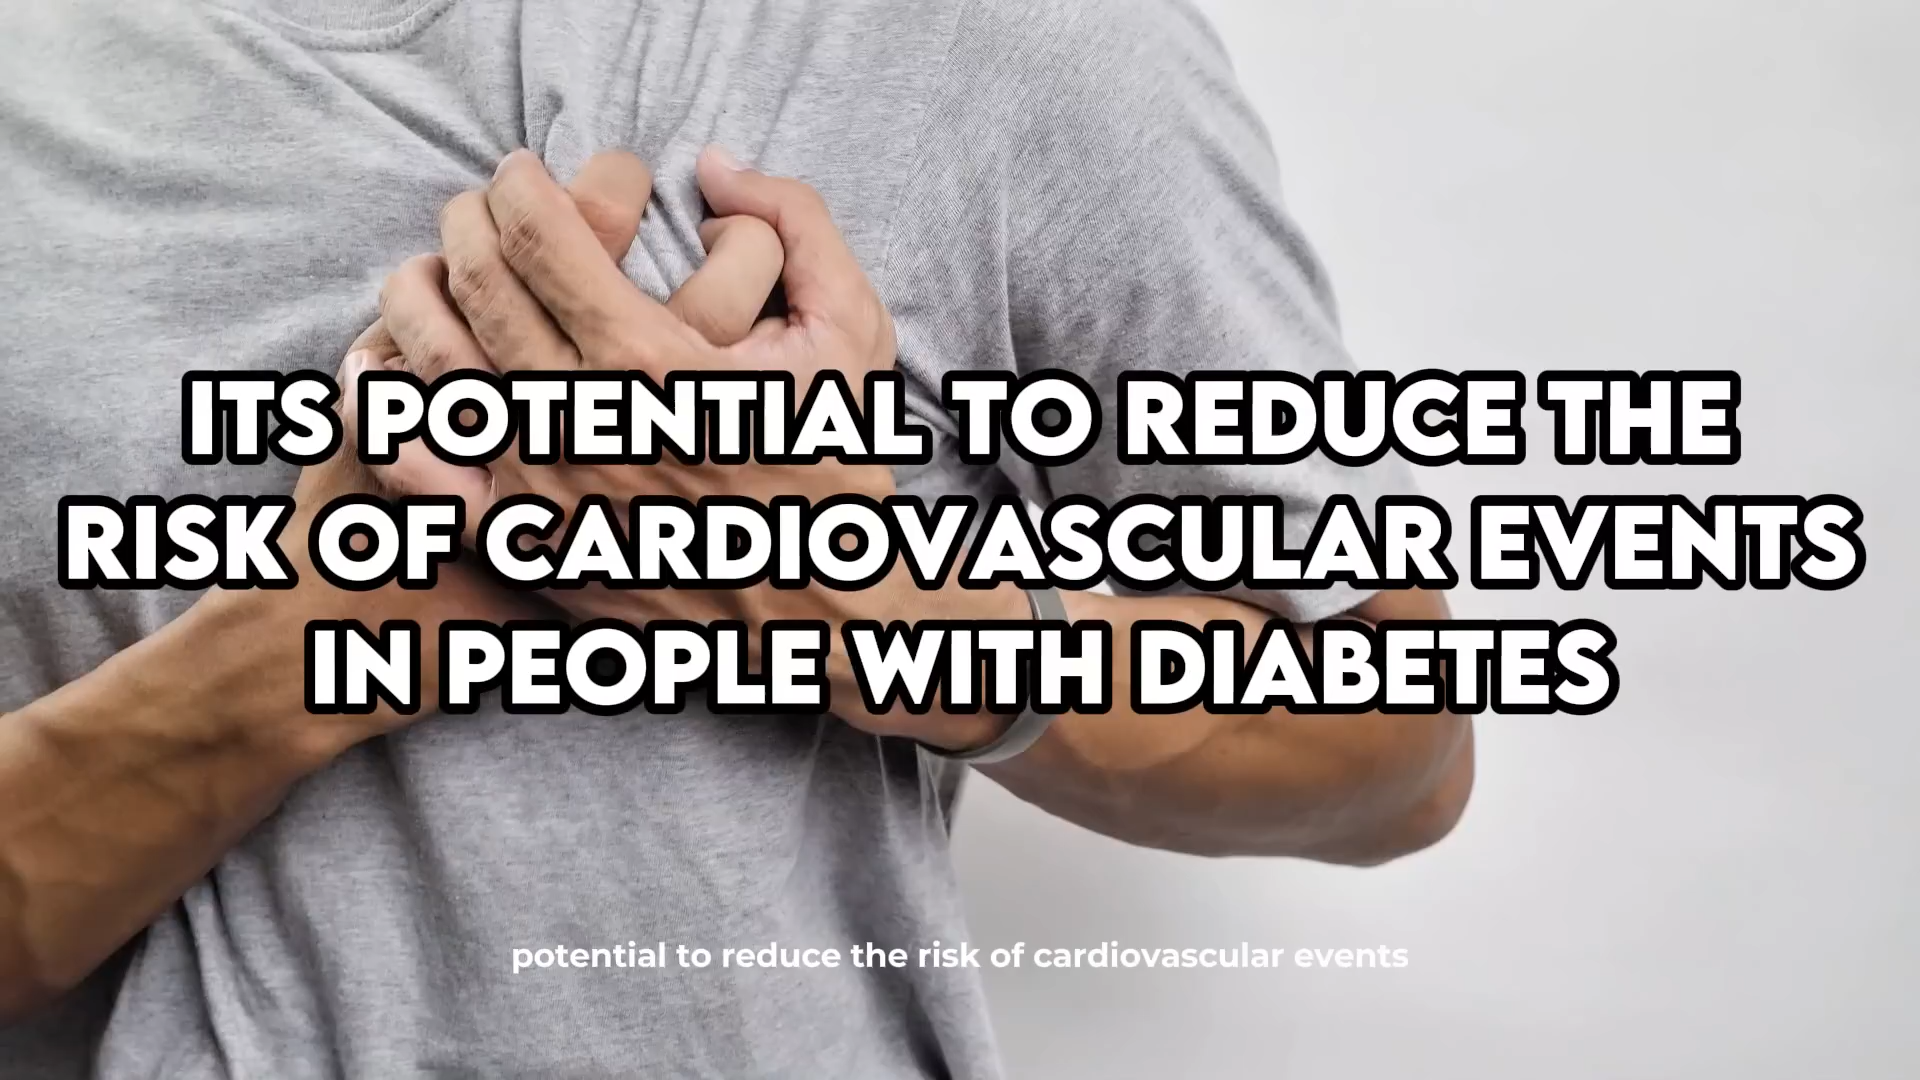 ITS POTENTIAL TO REDUCE THE
RISK OF CARDIOVASCULAR EVENTS
IN PEOPLE WITH DIABETES
potential to reduce the risk of cardiovascular events